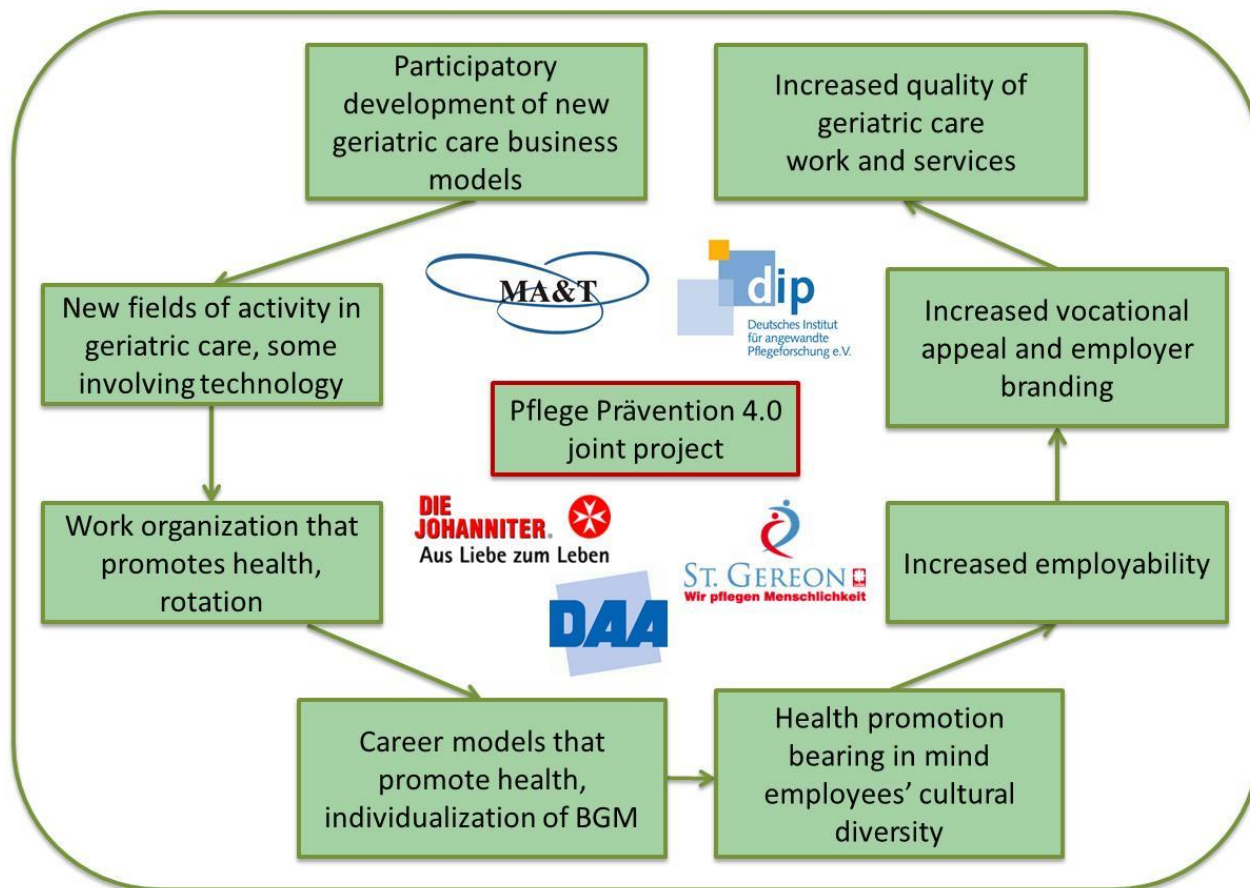 Participatory
development of new
geriatric care business
models
Increased quality of
geriatric care
work and services
MA&T
dip
Deutsches Institut
für angewandte
Pflegeforschung e.V.
New fields of activity in
geriatric care, some
involving technology
Increased vocational
appeal and employer
branding
Pflege Prävention 4.0
joint project
DIE
JOHANNITER.
Aus Liebe zum Leben
ST. GEREON
Wir pflegen Menschlichkeit
DAA
Work organization that
promotes health,
rotation
Increased employability
Career models that
promote health,
individualization of BGM
Health promotion
bearing in mind
employees’ cultural
diversity